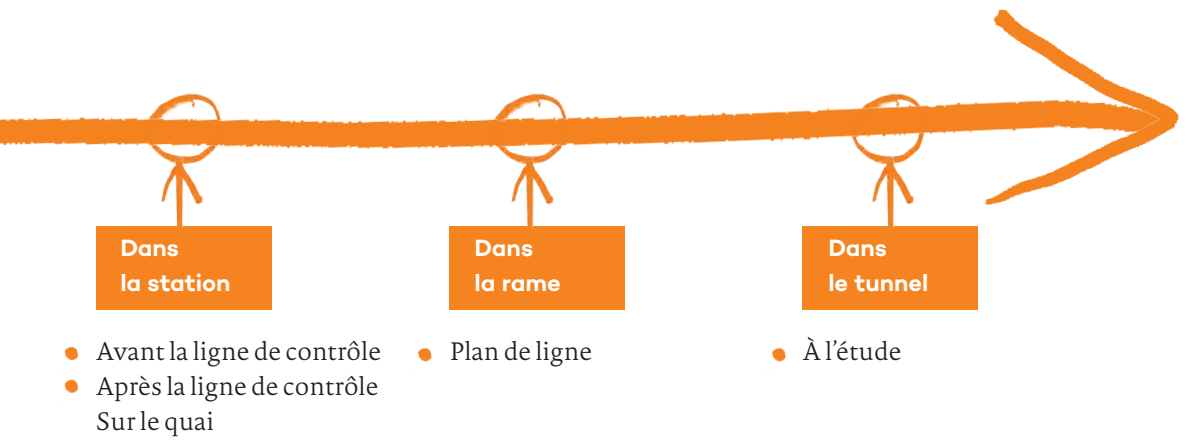 Dans
la station
Avant la ligne de contrôle
Après la ligne de contrôle
Sur le quai
Dans
la rame
Plan de ligne
Dans
le tunnel
À l’étude